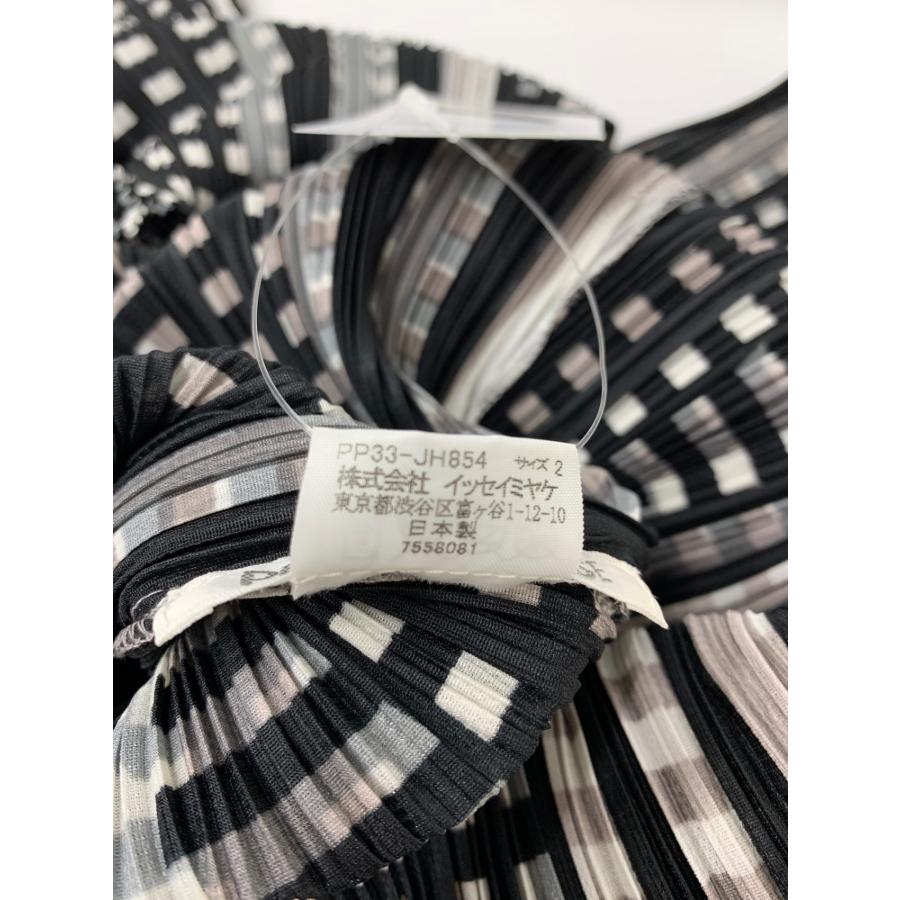 PP33-JH854 サイズ 2
株式会社 イッセイミヤケ
東京都渋谷区富ヶ谷1-12-10
日本製
7558081